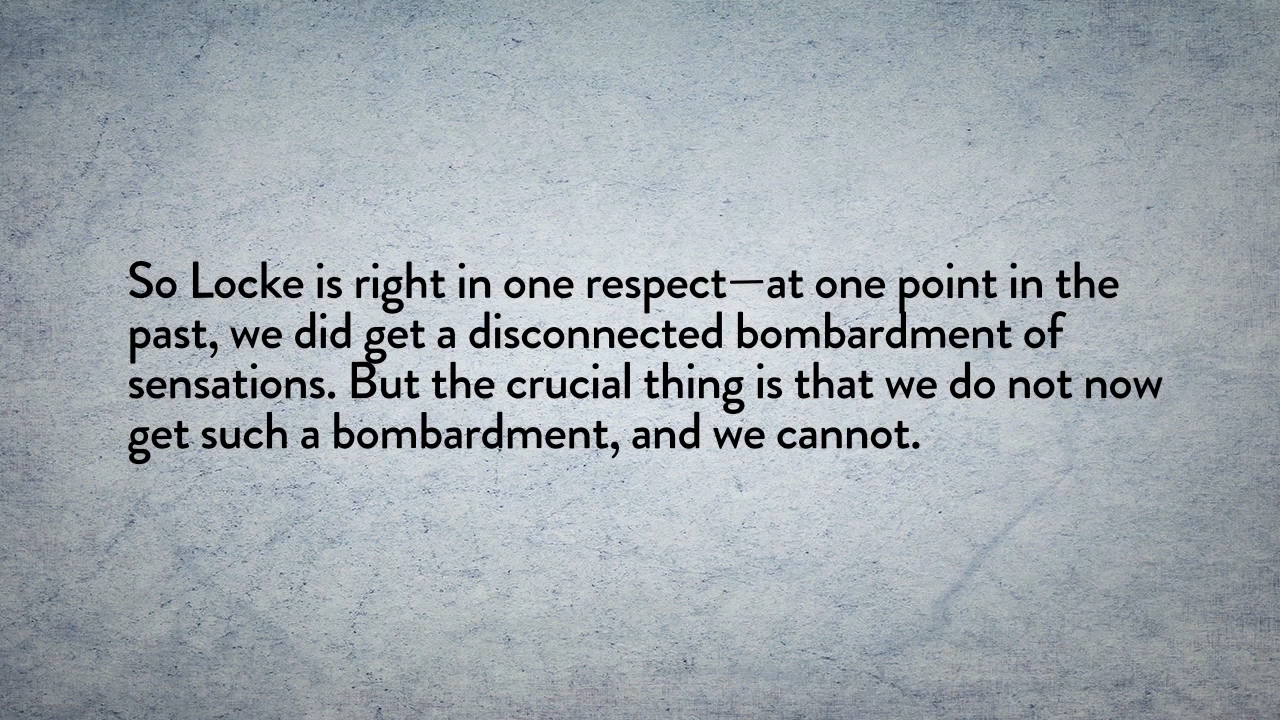 So Locke is right in one respect—at one point in the
past, we did get a disconnected bombardment of
sensations. But the crucial thing is that we do not now
get such a bombardment, and we cannot.